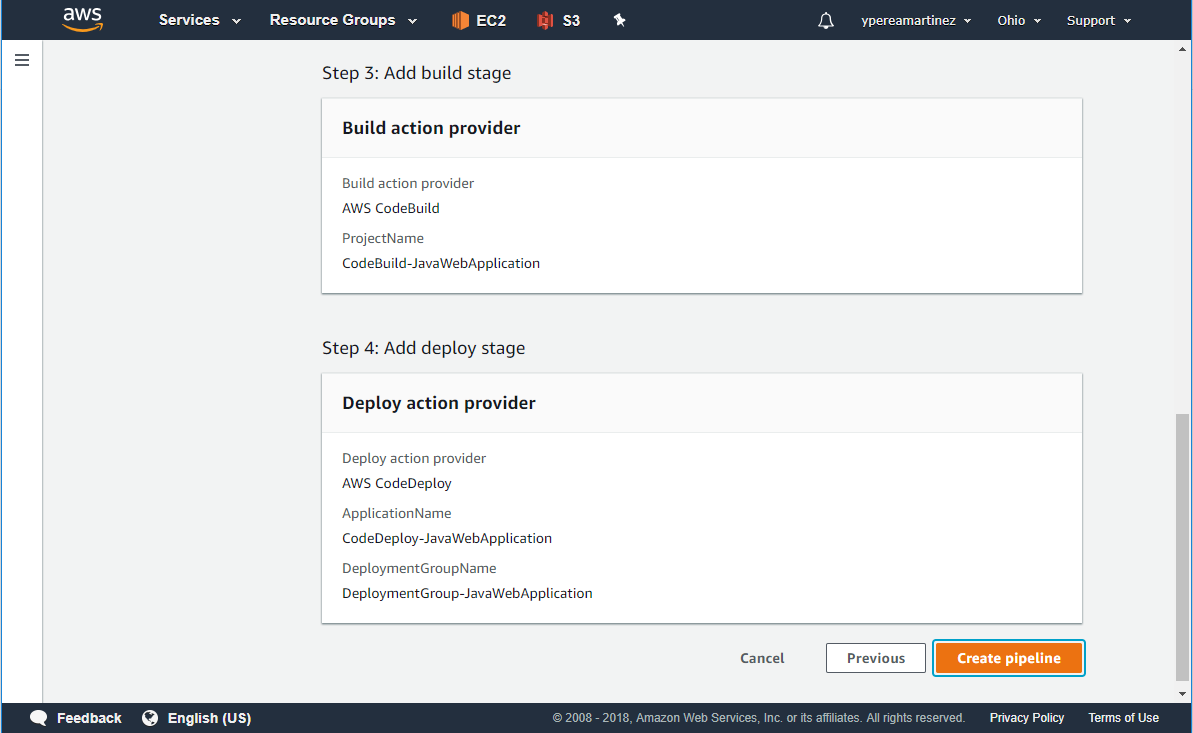 aws Services Resource Groups EC2 S3 ypereamartinez Ohio Support
Step 3: Add build stage
Build action provider
Build action provider
AWS CodeBuild
ProjectName
CodeBuild-JavaWebApplication
Step 4: Add deploy stage
Deploy action provider
Deploy action provider
AWS CodeDeploy
ApplicationName
CodeDeploy-JavaWebApplication
DeploymentGroupName
DeploymentGroup-JavaWebApplication
Cancel Previous Create pipeline
Feedback English (US) © 2008 - 2018, Amazon Web Services, Inc. or its affiliates. All rights reserved. Privacy Policy Terms of Use